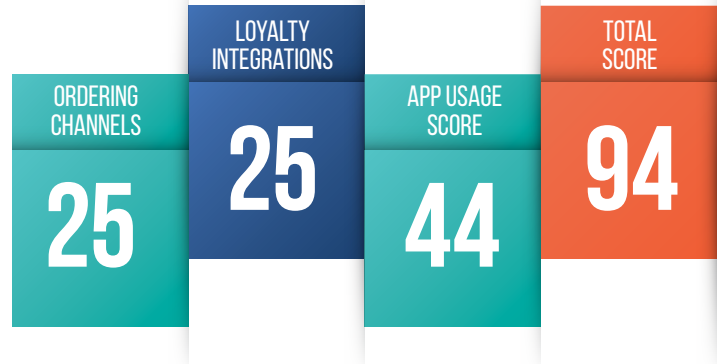 ORDERING
CHANNELS
25
LOYALTY
INTEGRATIONS
25
APP USAGE
SCORE
44
TOTAL
SCORE
94